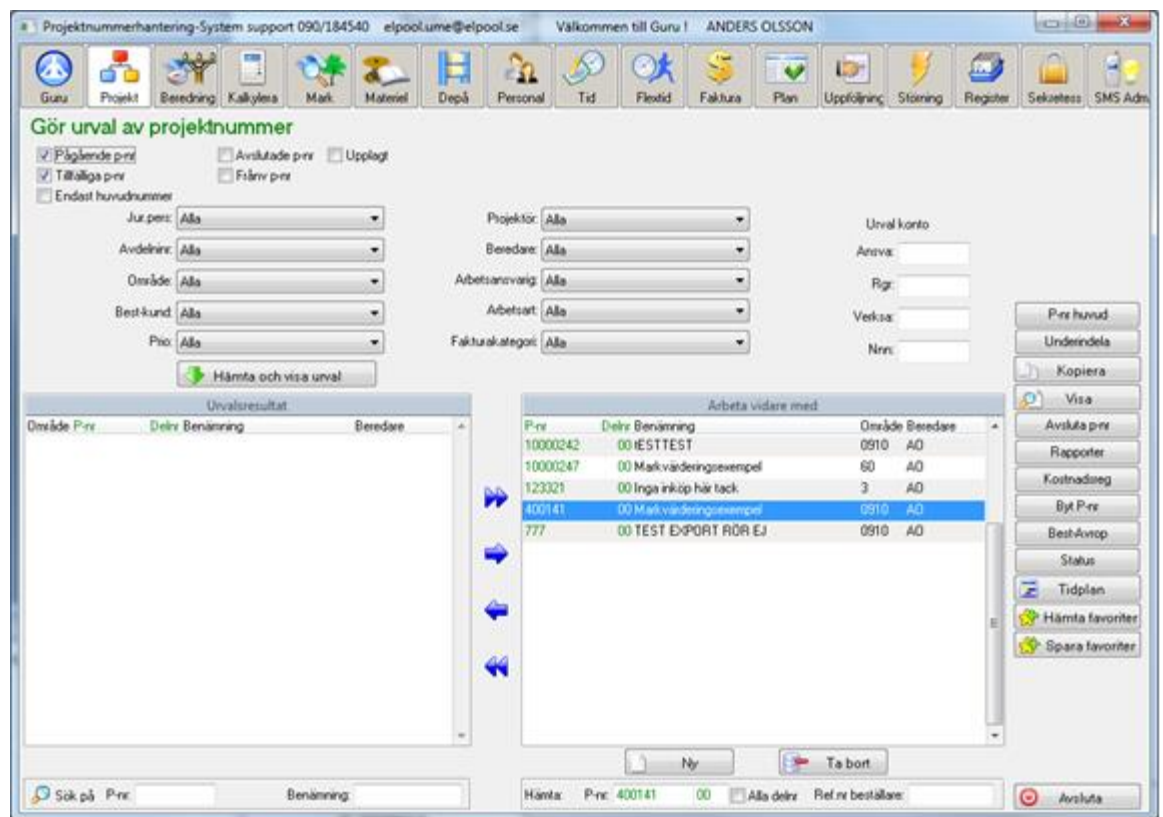 Projektnummerhantering-System support 090/184540 elpool.ume@elpool.se Välkommen till Guru ! ANDERS OLSSON
Guru Projekt Beredning Kalkylera Mark. Materiel Depå Personal Tid Flextid Faktura Plan Uppföljning Störning Register Sekretess SMS Adm
Gör urval av projektnummer
Pågående p-nr Avslutade p-nr Upplagt
Tillfälliga p-nr Frånv p-nr
Endast huvudnummer
Jur.pers: Alla Projektör: Alla Urval konto
Avdelninr: Alla Beredare: Alla Ansva:
Område: Alla Arbetsansvarig: Alla Rgr:
Best-kund: Alla Arbetsart: Alla Verksa: P-nr huvud
Prio: Alla Fakturakategori: Alla Nnn: Underindela
Hämta och visa urval Kopiera
Urvalsresultat Arbeta vidare med Visa
Område P-nr Delnr Benämning Beredare P-nr Delnr Benämning Område Beredare Avsluta p-nr
10000242 00 tESTTEST 0910 AO Rapporter
10000247 00 Markvärderingsexempel 60 AO
123321 00 Inga inköp här tack 3 AO Kostnadsreg
400141 00 Markvärderingsexempel 0910 AO Byt P-nr
777 00 TEST EXPORT RÖR EJ 0910 AO Best-Avrop
Status
Tidplan
Hämta favoriter
Spara favoriter
Ny Ta bort
Sök på P-nr: Benämning: Hämta: P-nr: 400141 00 Alla delnr Ref.nr beställare: Avsluta